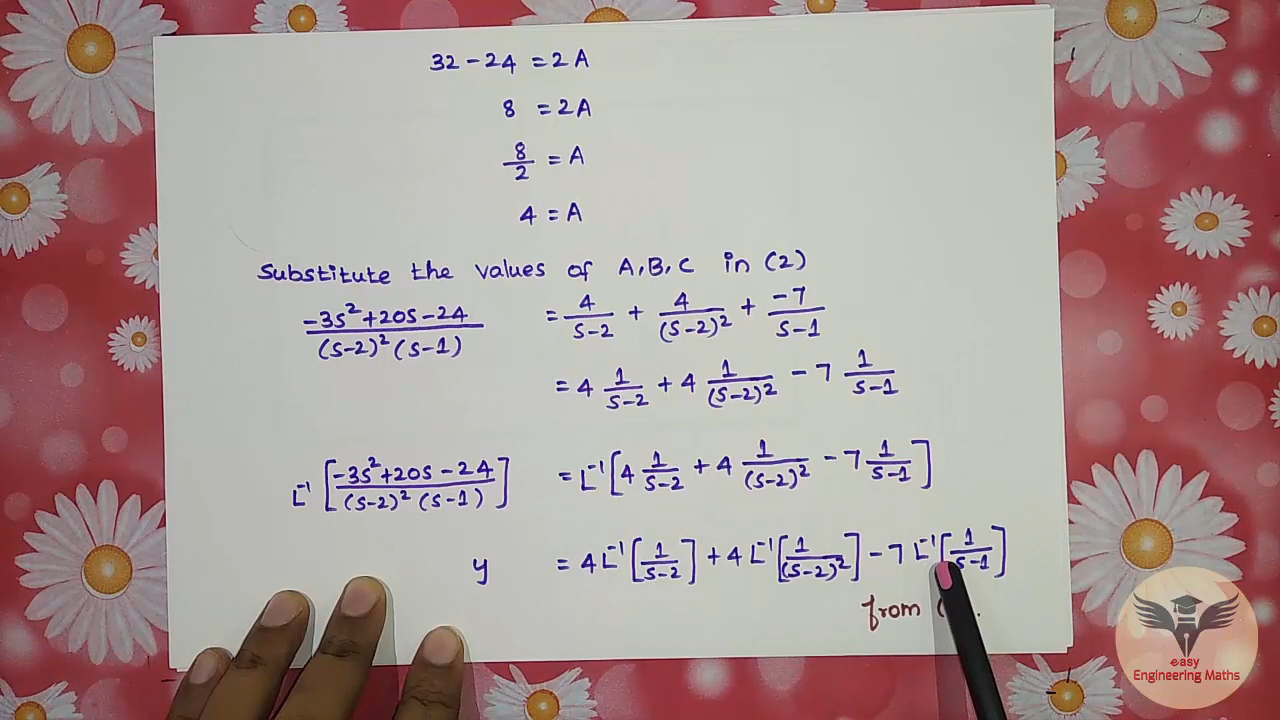 32 - 24 = 2A
8 = 2A
8/2 = A
4 = A
Substitute the values of A, B, C in (2)
(-3s²+20s-24)/((s-2)²(s-1)) = 4/(s-2) + 4/(s-2)² + -7/(s-1)
= 4 1/(s-2) + 4 1/(s-2)² - 7 1/(s-1)
L⁻¹[(-3s²+20s-24)/((s-2)²(s-1))] = L⁻¹[4 1/(s-2) + 4 1/(s-2)² - 7 1/(s-1)]
y = 4 L⁻¹[1/(s-2)] + 4 L⁻¹[1/(s-2)²] - 7 L⁻¹[1/(s-1)]
from (
easy
Engineering Maths